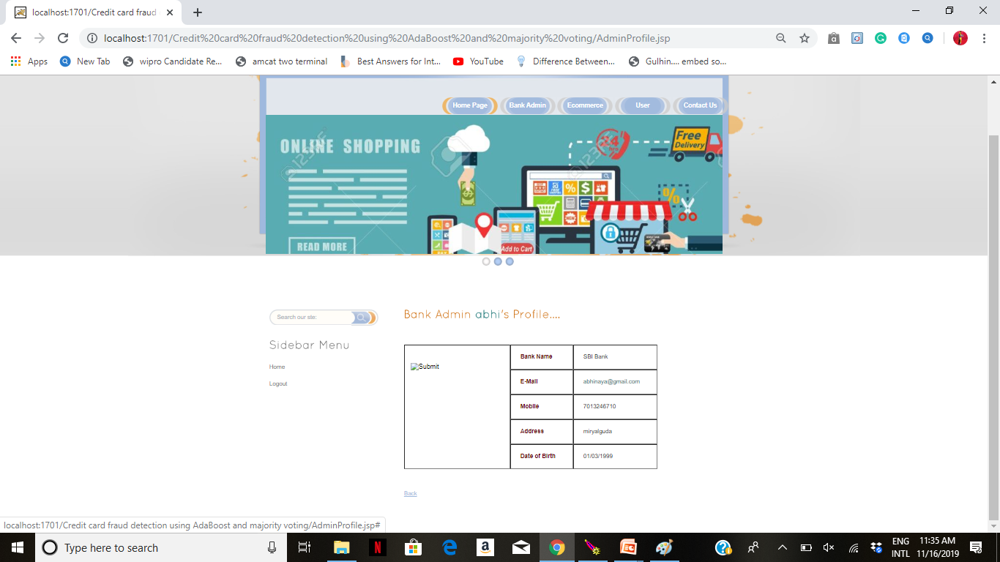 localhost:1701/Credit card fraud
localhost:1701/Credit%20card%20fraud%20detection%20using%20AdaBoost%20and%20majority%20voting/AdminProfile.jsp
Apps New Tab wipro Candidate Re... amcat two terminal Best Answers for Int... YouTube Difference Between... Gulhin.... embed so...
Home Page Bank Admin Ecommerce User Contact Us
ONLINE SHOPPING
24
hrs
Free
Delivery
READ MORE
Add to Cart
Search our site:
Bank Admin abhi's Profile....
Sidebar Menu
Home
Logout
Submit
Bank Name SBI Bank
E-Mail abhinaya@gmail.com
Mobile 7013246710
Address miryalguda
Date of Birth 01/03/1999
Back
localhost:1701/Credit card fraud detection using AdaBoost and majority voting/AdminProfile.jsp#
Type here to search
ENG
INTL
11:35 AM
11/16/2019